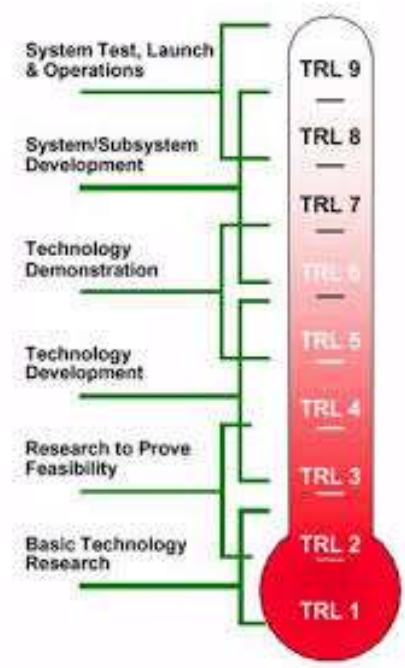 System Test, Launch
& Operations
System/Subsystem
Development
Technology
Demonstration
Technology
Development
Research to Prove
Feasibility
Basic Technology
Research
TRL 9
TRL 8
TRL 7
TRL 6
TRL 5
TRL 4
TRL 3
TRL 2
TRL 1